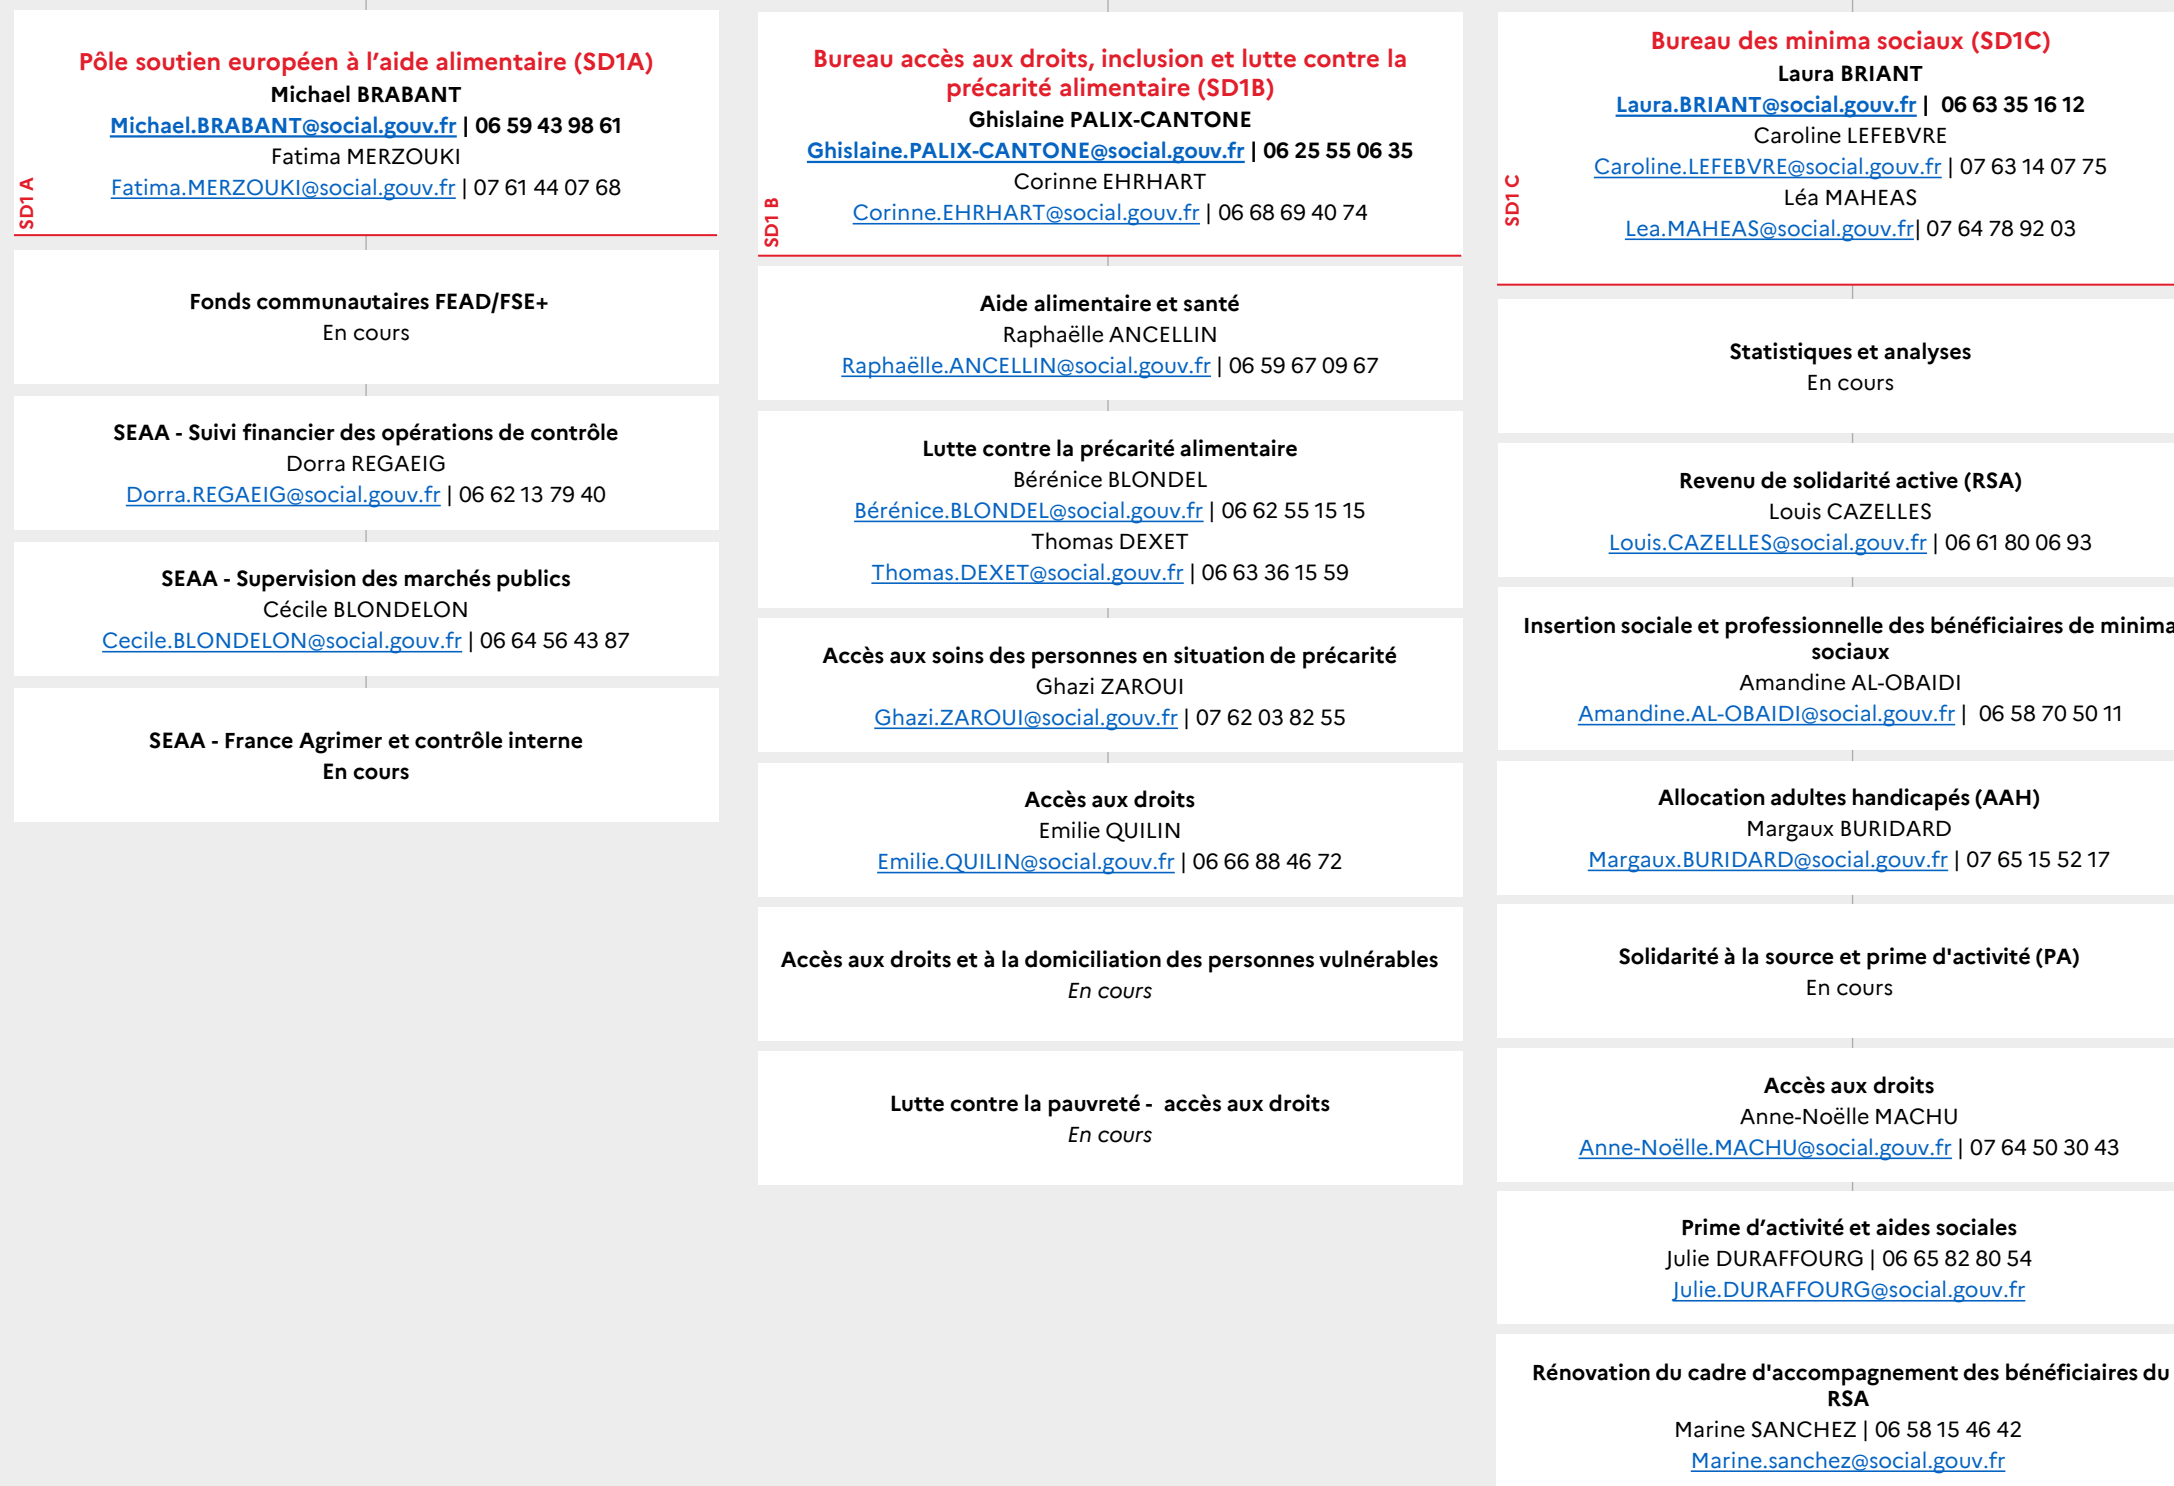 Pôle soutien européen à l’aide alimentaire (SD1A)
Michael BRABANT
Michael.BRABANT@social.gouv.fr | 06 59 43 98 61
Fatima MERZOUKI
Fatima.MERZOUKI@social.gouv.fr | 07 61 44 07 68
SD1 A
Fonds communautaires FEAD/FSE+
En cours
SEAA - Suivi financier des opérations de contrôle
Dorra REGAEIG
Dorra.REGAEIG@social.gouv.fr | 06 62 13 79 40
SEAA - Supervision des marchés publics
Cécile BLONDELON
Cecile.BLONDELON@social.gouv.fr | 06 64 56 43 87
SEAA - France Agrimer et contrôle interne
En cours
Bureau accès aux droits, inclusion et lutte contre la
précarité alimentaire (SD1B)
Ghislaine PALIX-CANTONE
Ghislaine.PALIX-CANTONE@social.gouv.fr | 06 25 55 06 35
Corinne EHRHART
Corinne.EHRHART@social.gouv.fr | 06 68 69 40 74
SD1 B
Aide alimentaire et santé
Raphaëlle ANCELLIN
Raphaëlle.ANCELLIN@social.gouv.fr | 06 59 67 09 67
Lutte contre la précarité alimentaire
Bérénice BLONDEL
Bérénice.BLONDEL@social.gouv.fr | 06 62 55 15 15
Thomas DEXET
Thomas.DEXET@social.gouv.fr | 06 63 36 15 59
Accès aux soins des personnes en situation de précarité
Ghazi ZAROUI
Ghazi.ZAROUI@social.gouv.fr | 07 62 03 82 55
Accès aux droits
Emilie QUILIN
Emilie.QUILIN@social.gouv.fr | 06 66 88 46 72
Accès aux droits et à la domiciliation des personnes vulnérables
En cours
Lutte contre la pauvreté - accès aux droits
En cours
Bureau des minima sociaux (SD1C)
Laura BRIANT
Laura.BRIANT@social.gouv.fr | 06 63 35 16 12
Caroline LEFEBVRE
Caroline.LEFEBVRE@social.gouv.fr | 07 63 14 07 75
Léa MAHEAS
Lea.MAHEAS@social.gouv.fr| 07 64 78 92 03
SD1 C
Statistiques et analyses
En cours
Revenu de solidarité active (RSA)
Louis CAZELLES
Louis.CAZELLES@social.gouv.fr | 06 61 80 06 93
Insertion sociale et professionnelle des bénéficiaires de minima
sociaux
Amandine AL-OBAIDI
Amandine.AL-OBAIDI@social.gouv.fr | 06 58 70 50 11
Allocation adultes handicapés (AAH)
Margaux BURIDARD
Margaux.BURIDARD@social.gouv.fr | 07 65 15 52 17
Solidarité à la source et prime d'activité (PA)
En cours
Accès aux droits
Anne-Noëlle MACHU
Anne-Noëlle.MACHU@social.gouv.fr | 07 64 50 30 43
Prime d’activité et aides sociales
Julie DURAFFOURG | 06 65 82 80 54
Julie.DURAFFOURG@social.gouv.fr
Rénovation du cadre d'accompagnement des bénéficiaires du
RSA
Marine SANCHEZ | 06 58 15 46 42
Marine.sanchez@social.gouv.fr